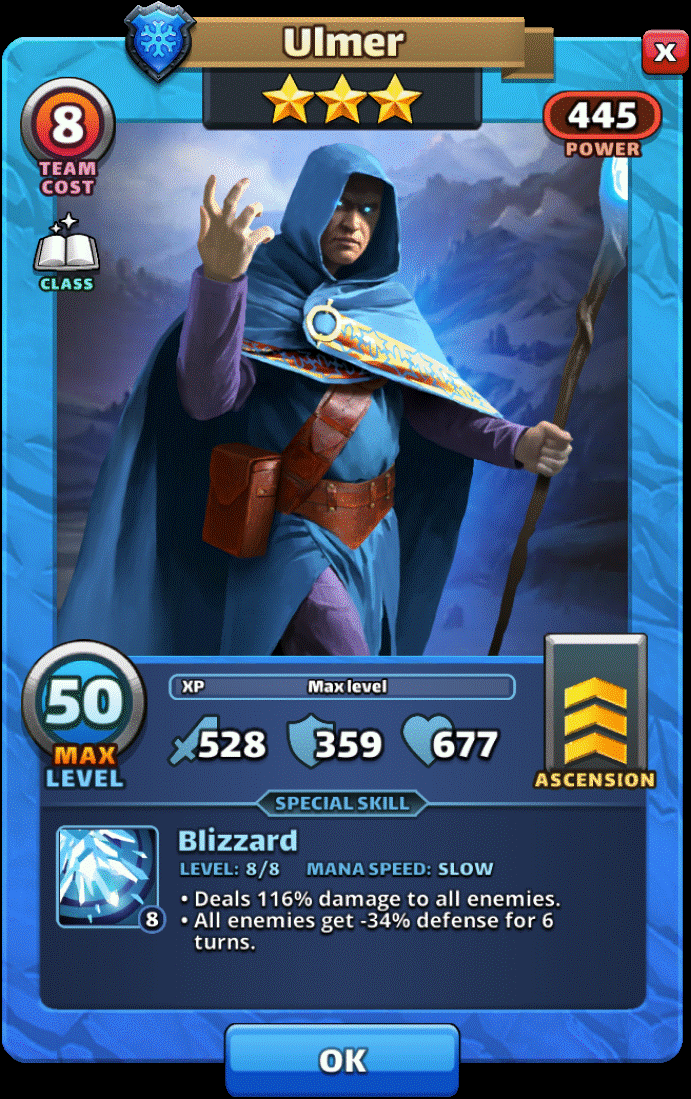 Ulmer
X
8
TEAM
COST
445
POWER
CLASS
50
MAX
LEVEL
XP Max level
528 359 677
ASCENSION
SPECIAL SKILL
Blizzard
LEVEL: 8/8 MANA SPEED: SLOW
8
• Deals 116% damage to all enemies.
• All enemies get -34% defense for 6
turns.
OK